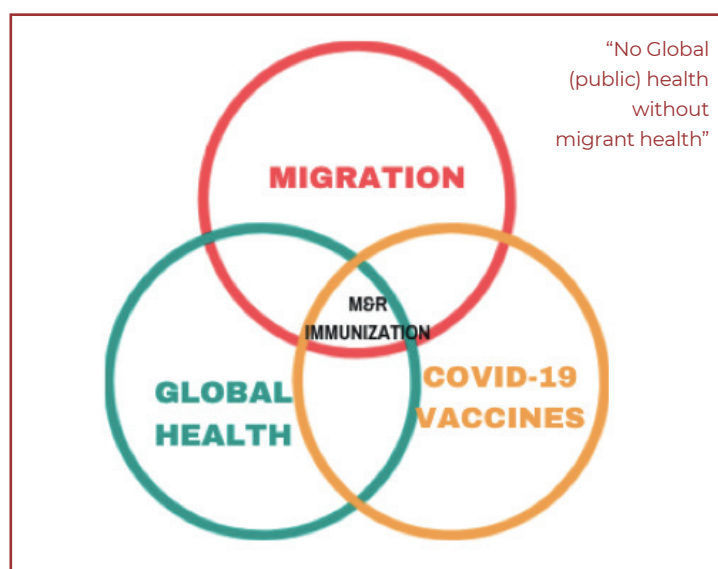 “No Global
(public) health
without
migrant health”
MIGRATION
M&R
IMMUNIZATION
GLOBAL
HEALTH
COVID-19
VACCINES